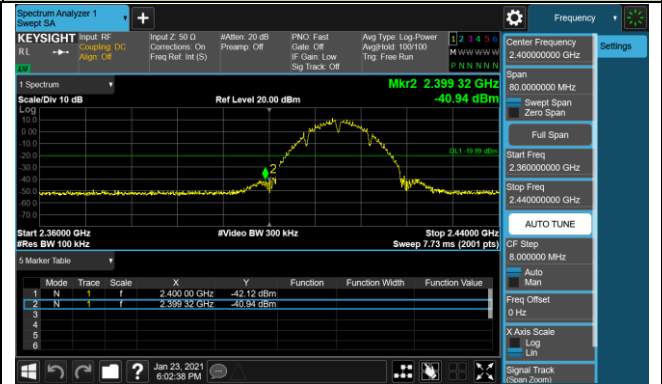 Spectrum Analyzer 1
Swept SA
+
Frequency
KEYSIGHT
RL
Input: RF
Coupling: DC
Align: Off
Input Z: 50 Ω
Corrections: On
Freq Ref: Int (S)
#Atten: 20 dB
Preamp: Off
PNO: Fast
Gate: Off
IF Gain: Low
Sig Track: Off
Avg Type: Log-Power
Avg|Hold: 100/100
Trig: Free Run
1 2 3 4 5 6
M W W W W W
P N N N N N
1 Spectrum
Scale/Div 10 dB
Ref Level 20.00 dBm
Mkr2 2.399 32 GHz
-40.94 dBm
Log
10.0
0.00
-10.0
-20.0
-30.0
-40.0
-50.0
-60.0
-70.0
DL1 -19.99 dBm
2
Start 2.36000 GHz
#Video BW 300 kHz
Stop 2.44000 GHz
#Res BW 100 kHz
Sweep 7.73 ms (2001 pts)
5 Marker Table
Mode Trace Scale X Y Function Function Width Function Value
1 N 1 f 2.400 00 GHz -42.12 dBm
2 N 1 f 2.399 32 GHz -40.94 dBm
3
4
5
6
Jan 23, 2021
6:02:38 PM
Center Frequency
2.400000000 GHz
Settings
Span
80.0000000 MHz
Swept Span
Zero Span
Full Span
Start Freq
2.360000000 GHz
Stop Freq
2.440000000 GHz
AUTO TUNE
CF Step
8.000000 MHz
Auto
Man
Freq Offset
0 Hz
X Axis Scale
Log
Lin
Signal Track
(Span Zoom)